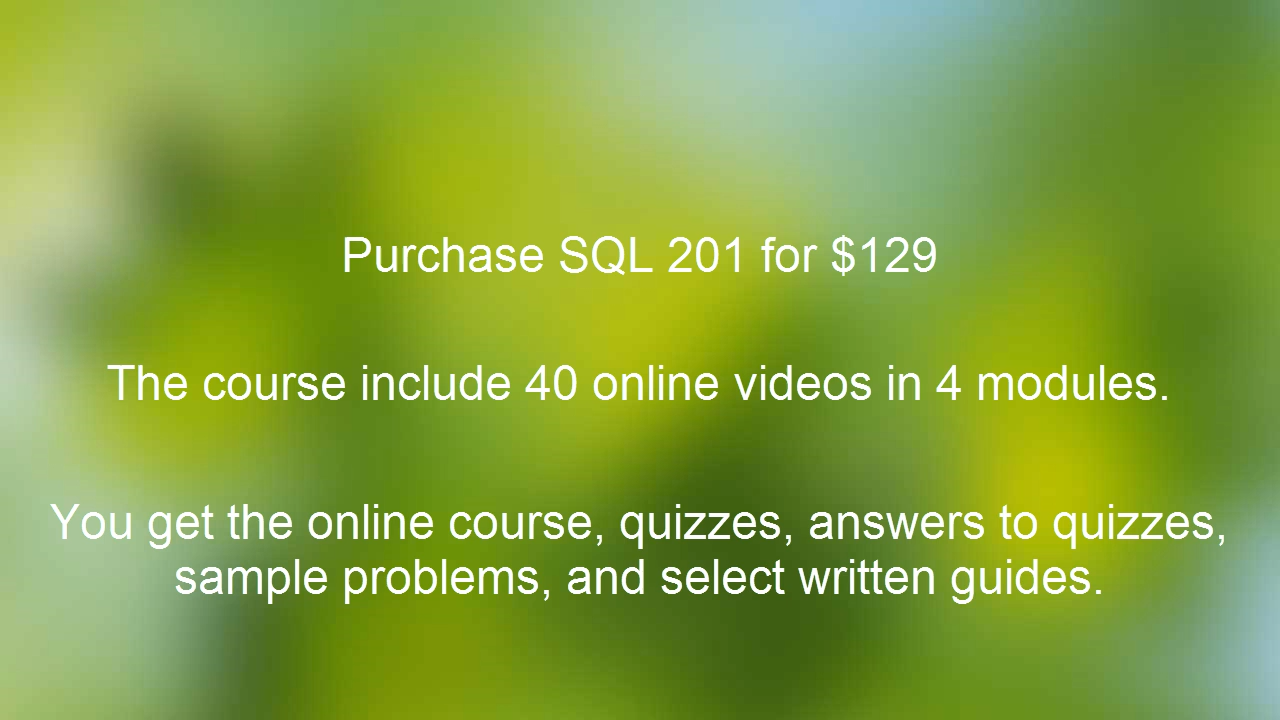 Purchase SQL 201 for $129
The course include 40 online videos in 4 modules.
You get the online course, quizzes, answers to quizzes,
sample problems, and select written guides.